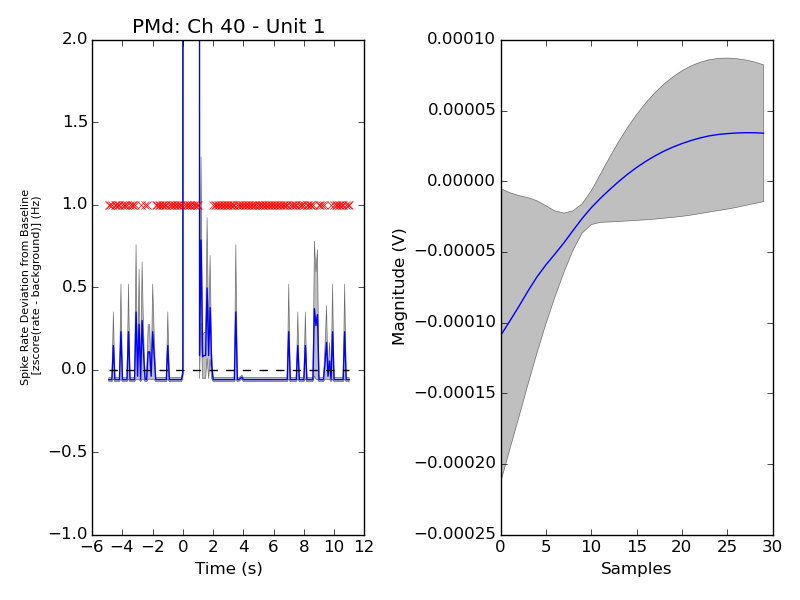 PMd: Ch 40 - Unit 1
Spike Rate Deviation from Baseline
[zscore(rate - background)] (Hz)
2.0
1.5
1.0
0.5
0.0
−0.5
−1.0
−6 −4 −2 0 2 4 6 8 10 12
Time (s)
Magnitude (V)
0.00010
0.00005
0.00000
−0.00005
−0.00010
−0.00015
−0.00020
−0.00025
0 5 10 15 20 25 30
Samples